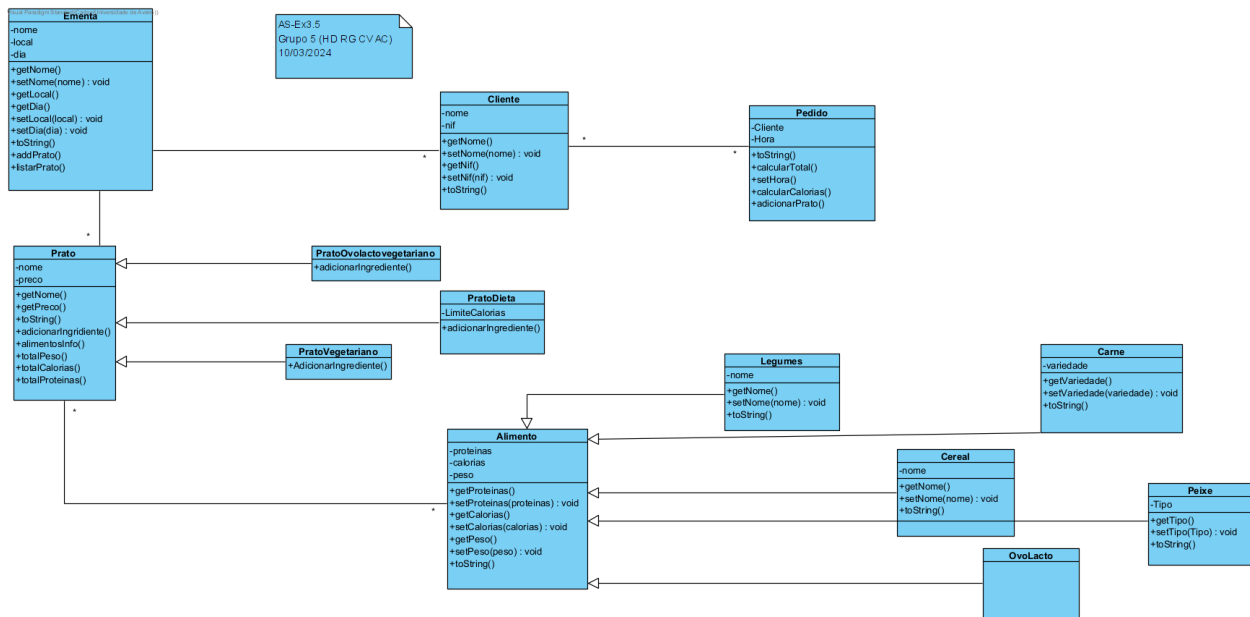 Ementa
-nome
-local
-dia
+getNome()
+setNome(nome) : void
+getLocal()
+getDia()
+setLocal(local) : void
+setDia(dia) : void
+toString()
+addPrato()
+listarPrato()
AS-Ex3.5
Grupo 5 (HD RG CV AC)
10/03/2024
Cliente
-nome
-nif
+getNome()
+setNome(nome) : void
+getNif()
+setNif(nif) : void
+toString()
Pedido
-Cliente
-Hora
+toString()
+calcularTotal()
+setHora()
+calcularCalorias()
+adicionarPrato()
*
*
*
*
Prato
-nome
-preco
+getNome()
+getPreco()
+toString()
+adicionarIngridiente()
+alimentosInfo()
+totalPeso()
+totalCalorias()
+totalProteinas()
*
PratoOvolactovegetariano
+adicionarIngrediente()
PratoDieta
-LimiteCalorias
+adicionarIngrediente()
PratoVegetariano
+AdicionarIngrediente()
Legumes
-nome
+getNome()
+setNome(nome) : void
+toString()
Carne
-variedade
+getVariedade()
+setVariedade(variedade) : void
+toString()
Alimento
-proteinas
-calorias
-peso
+getProteinas()
+setProteinas(proteinas) : void
+getCalorias()
+setCalorias(calorias) : void
+getPeso()
+setPeso(peso) : void
+toString()
*
Cereal
-nome
+getNome()
+setNome(nome) : void
+toString()
Peixe
-Tipo
+getTipo()
+setTipo(Tipo) : void
+toString()
OvoLacto